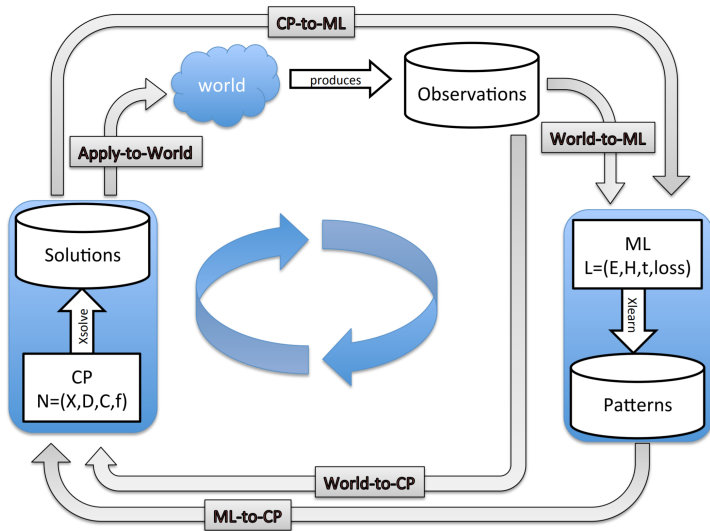 CP-to-ML
world
produces
Observations
Apply-to-World
World-to-ML
Solutions
Xsolve
CP
N=(X,D,C,f)
ML
L=(E,H,t,loss)
Xlearn
Patterns
World-to-CP
ML-to-CP